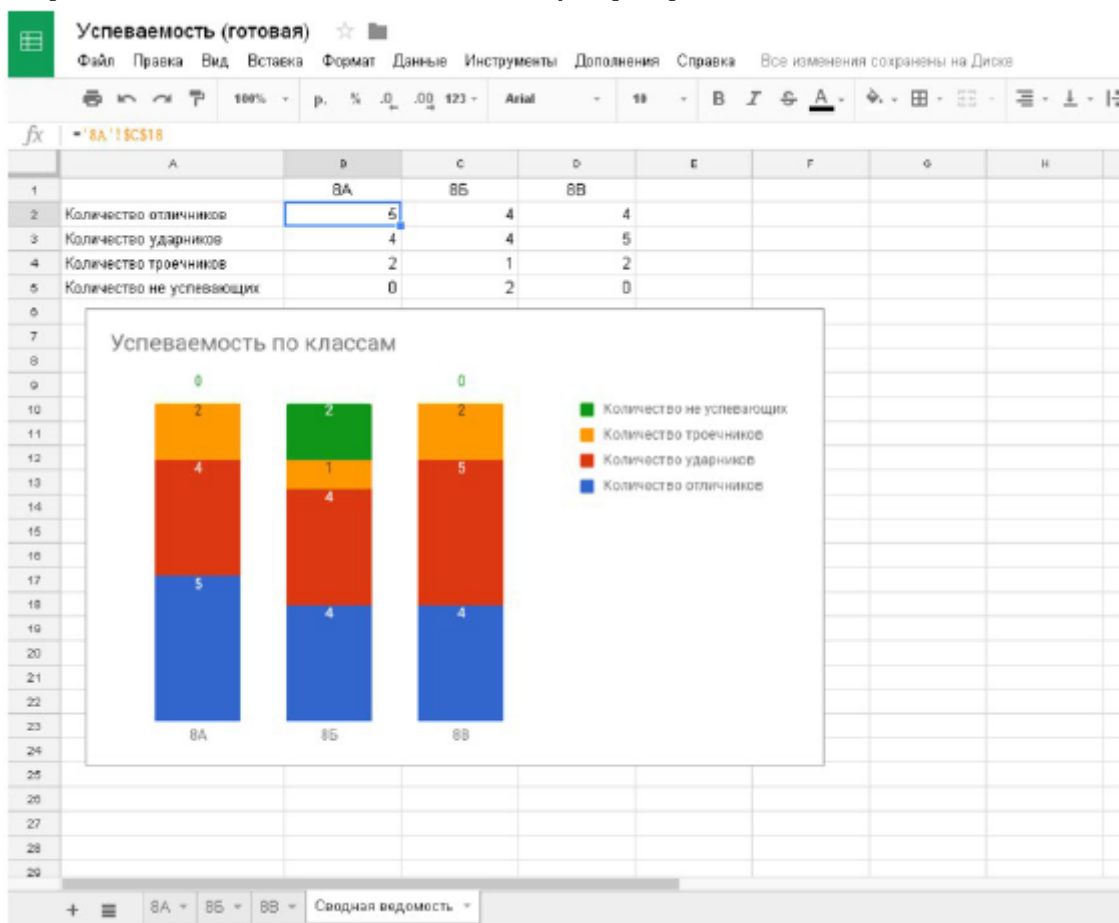 Успеваемость (готовая)
Файл Правка Вид Вставка Формат Данные Инструменты Дополнения Справка Все изменения сохранены на Диске
100% р. % .0 .00 123 Arial 10 B I S A
fx ='8А'!$C$18
A B C D E F G H
1 8А 8Б 8В
2 Количество отличников 5 4 4
3 Количество ударников 4 4 5
4 Количество троечников 2 1 2
5 Количество не успевающих 0 2 0
6
7
8
9
10
11
12
13
14
15
16
17
18
19
20
21
22
23
24
25
26
27
28
29
Успеваемость по классам
0 0
2 2 2
4 1 5
4
5
4 4
8А 8Б 8В
Количество не успевающих
Количество троечников
Количество ударников
Количество отличников
+ 8А 8Б 8В Сводная ведомость